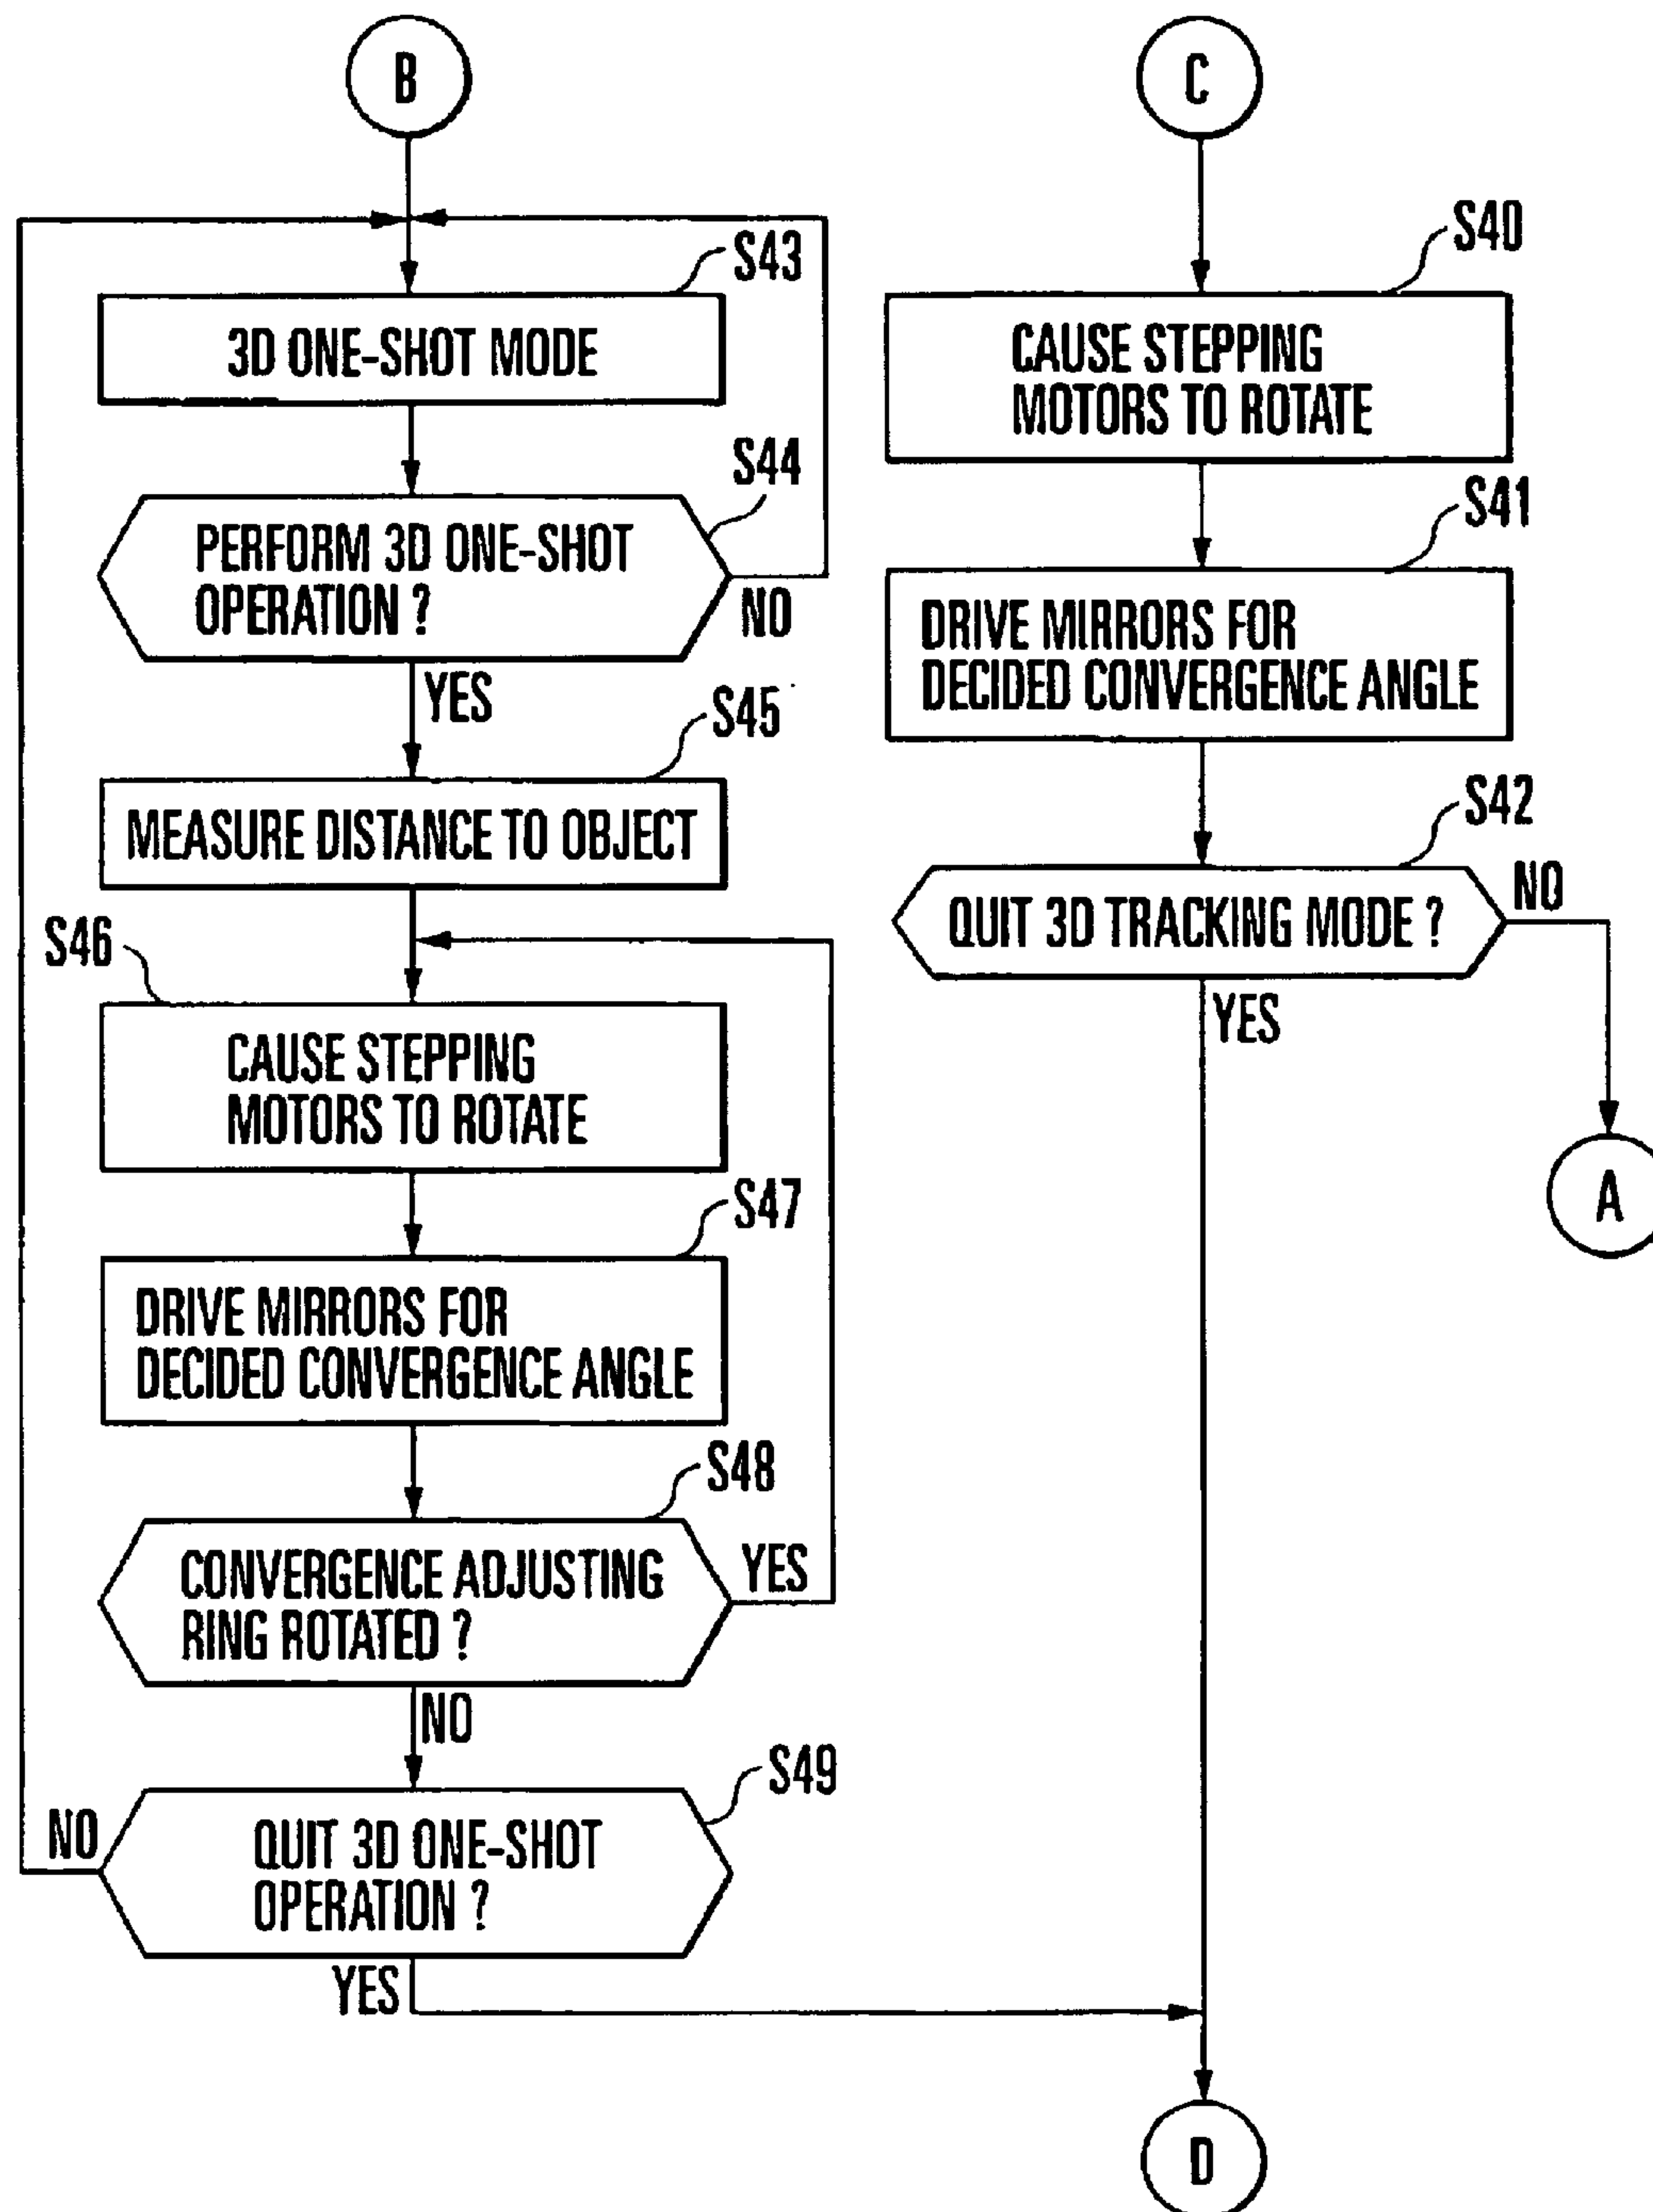 B
S43
3D ONE-SHOT MODE
S44
PERFORM 3D ONE-SHOT
OPERATION ?
NO
YES
S45
MEASURE DISTANCE TO OBJECT
S46
CAUSE STEPPING
MOTORS TO ROTATE
S47
DRIVE MIRRORS FOR
DECIDED CONVERGENCE ANGLE
S48
CONVERGENCE ADJUSTING
RING ROTATED ?
YES
NO
S49
QUIT 3D ONE-SHOT
OPERATION ?
NO
YES
C
S40
CAUSE STEPPING
MOTORS TO ROTATE
S41
DRIVE MIRRORS FOR
DECIDED CONVERGENCE ANGLE
S42
QUIT 3D TRACKING MODE ?
NO
YES
A
D